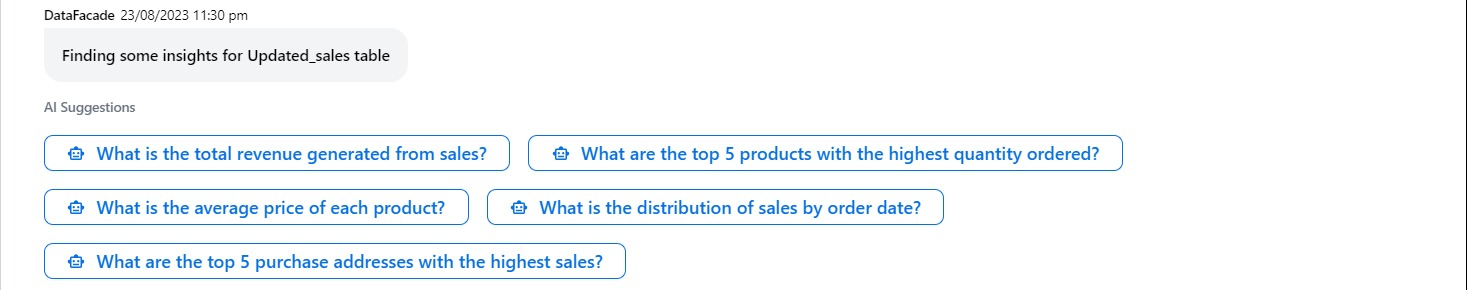 DataFacade 23/08/2023 11:30 pm
Finding some insights for Updated_sales table
AI Suggestions
What is the total revenue generated from sales? What are the top 5 products with the highest quantity ordered?
What is the average price of each product? What is the distribution of sales by order date?
What are the top 5 purchase addresses with the highest sales?